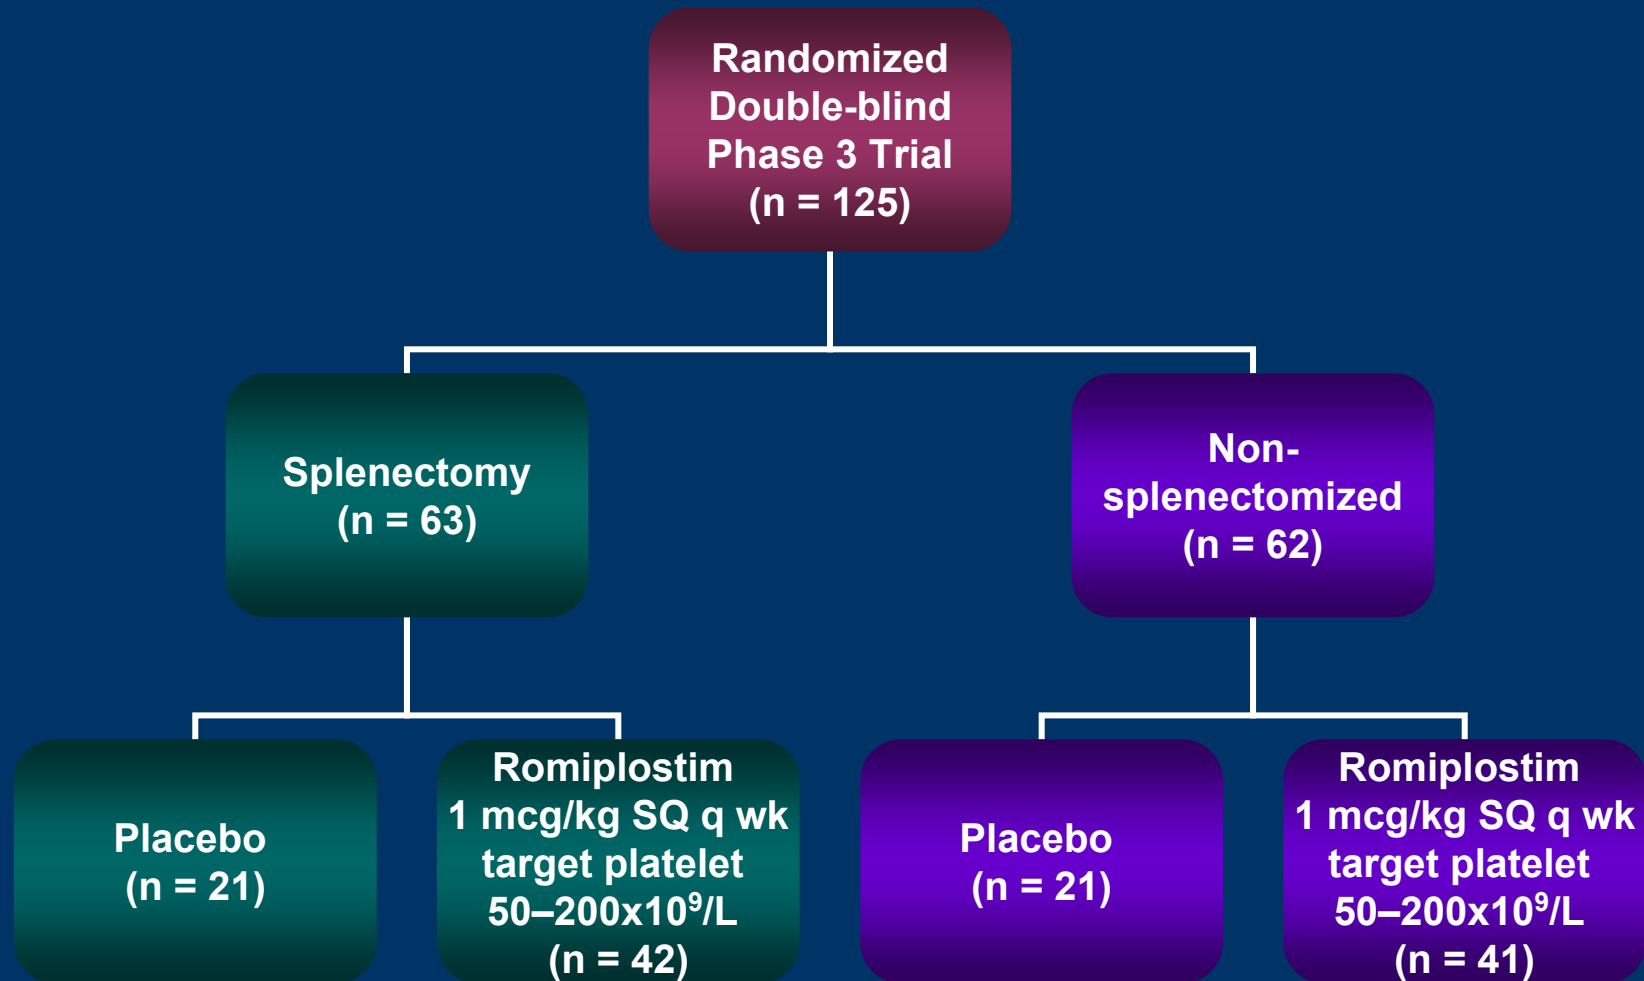 Randomized
Double-blind
Phase 3 Trial
(n = 125)
Splenectomy
(n = 63)
Non-
splenectomized
(n = 62)
Placebo
(n = 21)
Romiplostim
1 mcg/kg SQ q wk
target platelet
50–200x10⁹/L
(n = 42)
Placebo
(n = 21)
Romiplostim
1 mcg/kg SQ q wk
target platelet
50–200x10⁹/L
(n = 41)